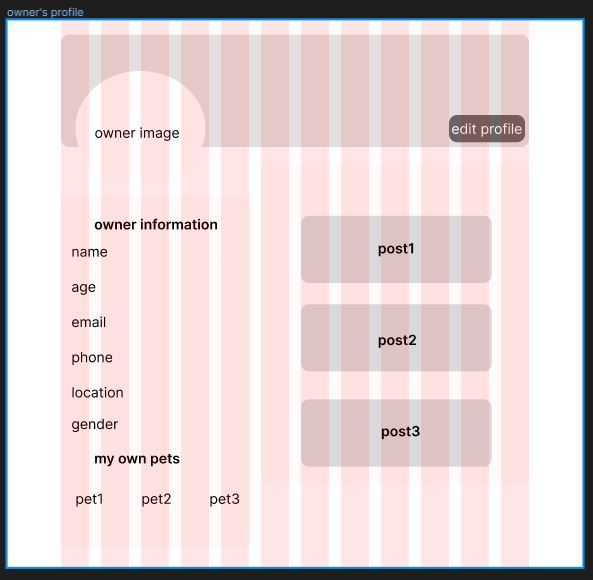 owner's profile
owner image
edit profile
owner information
name
age
email
phone
location
gender
my own pets
pet1 pet2 pet3
post1
post2
post3